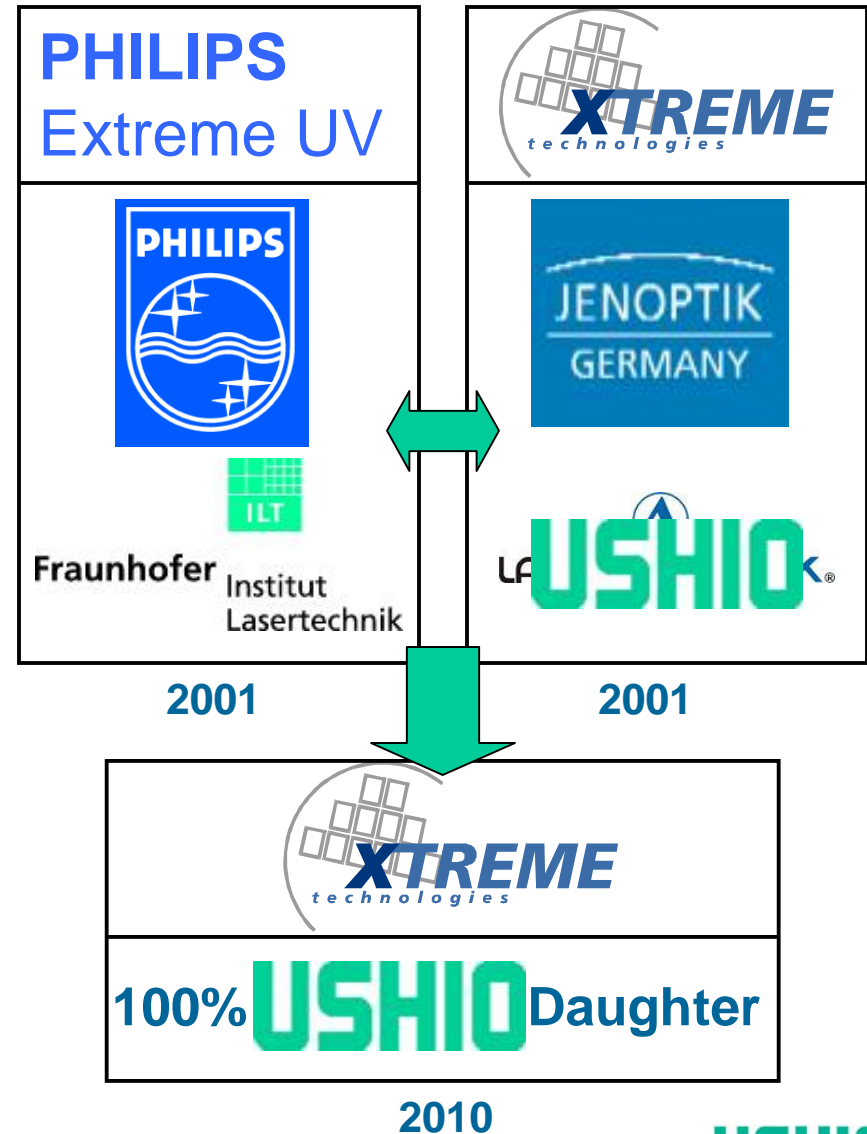 PHILIPS
Extreme UV
PHILIPS
ILT
Fraunhofer
Institut
Lasertechnik
2001
XTREME
technologies
JENOPTIK
GERMANY
USHIO
2001
XTREME
technologies
100% USHIO Daughter
2010